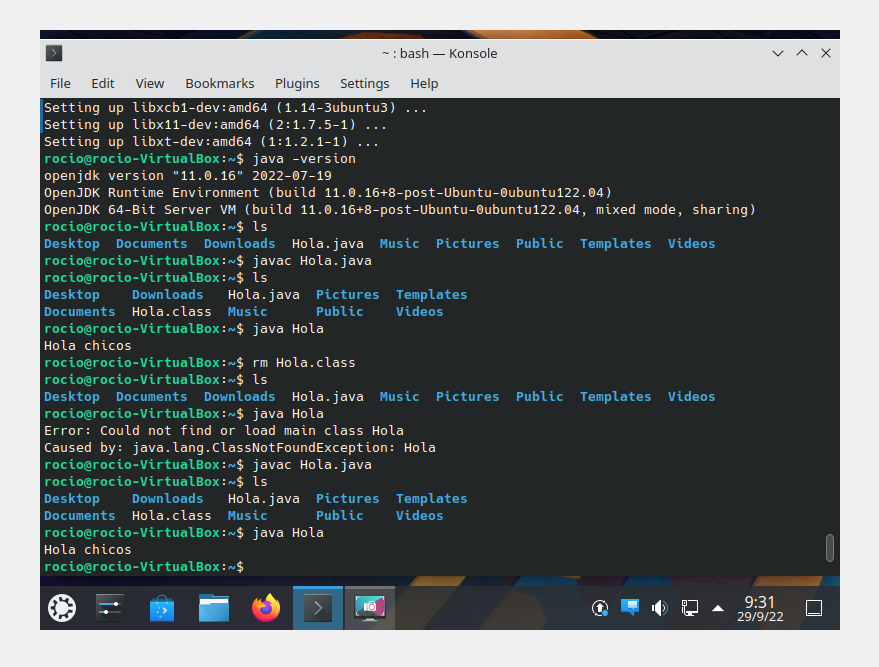 ~ : bash — Konsole
File Edit View Bookmarks Plugins Settings Help
Setting up libxcb1-dev:amd64 (1.14-3ubuntu3) ...
Setting up libx11-dev:amd64 (2:1.7.5-1) ...
Setting up libxt-dev:amd64 (1:1.2.1-1) ...
rocio@rocio-VirtualBox:~$ java -version
openjdk version "11.0.16" 2022-07-19
OpenJDK Runtime Environment (build 11.0.16+8-post-Ubuntu-0ubuntu122.04)
OpenJDK 64-Bit Server VM (build 11.0.16+8-post-Ubuntu-0ubuntu122.04, mixed mode, sharing)
rocio@rocio-VirtualBox:~$ ls
Desktop Documents Downloads Hola.java Music Pictures Public Templates Videos
rocio@rocio-VirtualBox:~$ javac Hola.java
rocio@rocio-VirtualBox:~$ ls
Desktop Downloads Hola.java Pictures Templates
Documents Hola.class Music Public Videos
rocio@rocio-VirtualBox:~$ java Hola
Hola chicos
rocio@rocio-VirtualBox:~$ rm Hola.class
rocio@rocio-VirtualBox:~$ ls
Desktop Documents Downloads Hola.java Music Pictures Public Templates Videos
rocio@rocio-VirtualBox:~$ java Hola
Error: Could not find or load main class Hola
Caused by: java.lang.ClassNotFoundException: Hola
rocio@rocio-VirtualBox:~$ javac Hola.java
rocio@rocio-VirtualBox:~$ ls
Desktop Downloads Hola.java Pictures Templates
Documents Hola.class Music Public Videos
rocio@rocio-VirtualBox:~$ java Hola
Hola chicos
rocio@rocio-VirtualBox:~$
9:31
29/9/22